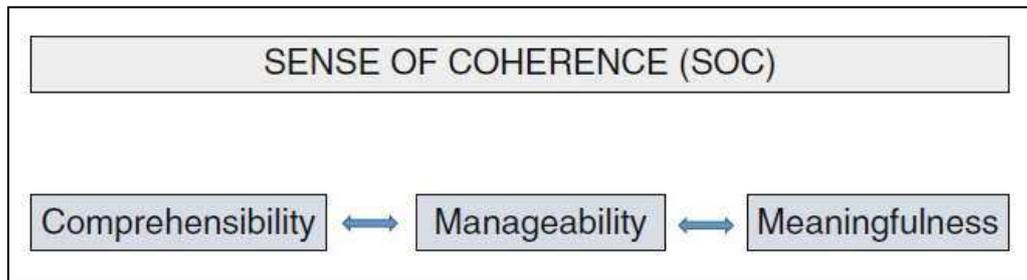 SENSE OF COHERENCE (SOC)
Comprehensibility
Manageability
Meaningfulness